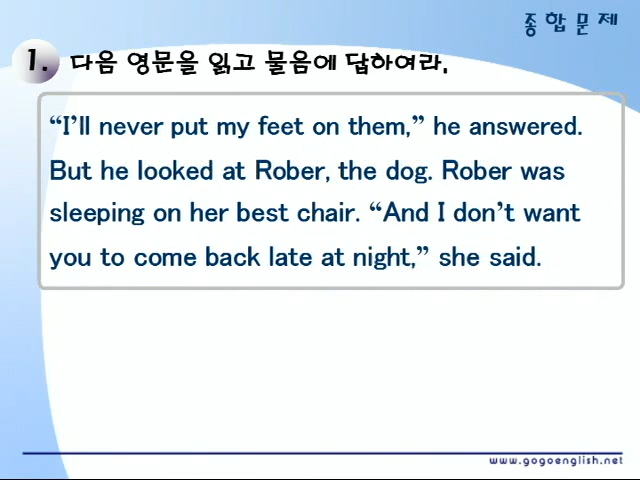 종합문제
1. 다음 영문을 읽고 물음에 답하여라.
“I’ll never put my feet on them,” he answered.
But he looked at Rober, the dog. Rober was
sleeping on her best chair. “And I don’t want
you to come back late at night,” she said.
www.gogoenglish.net